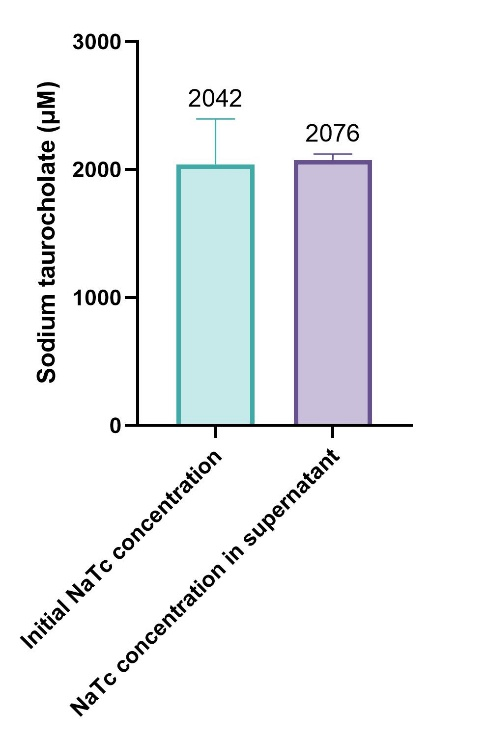 3000
2000
1000
0
Sodium taurocholate (µM)
2042
2076
Initial NaTc concentration
NaTc concentration in supernatant